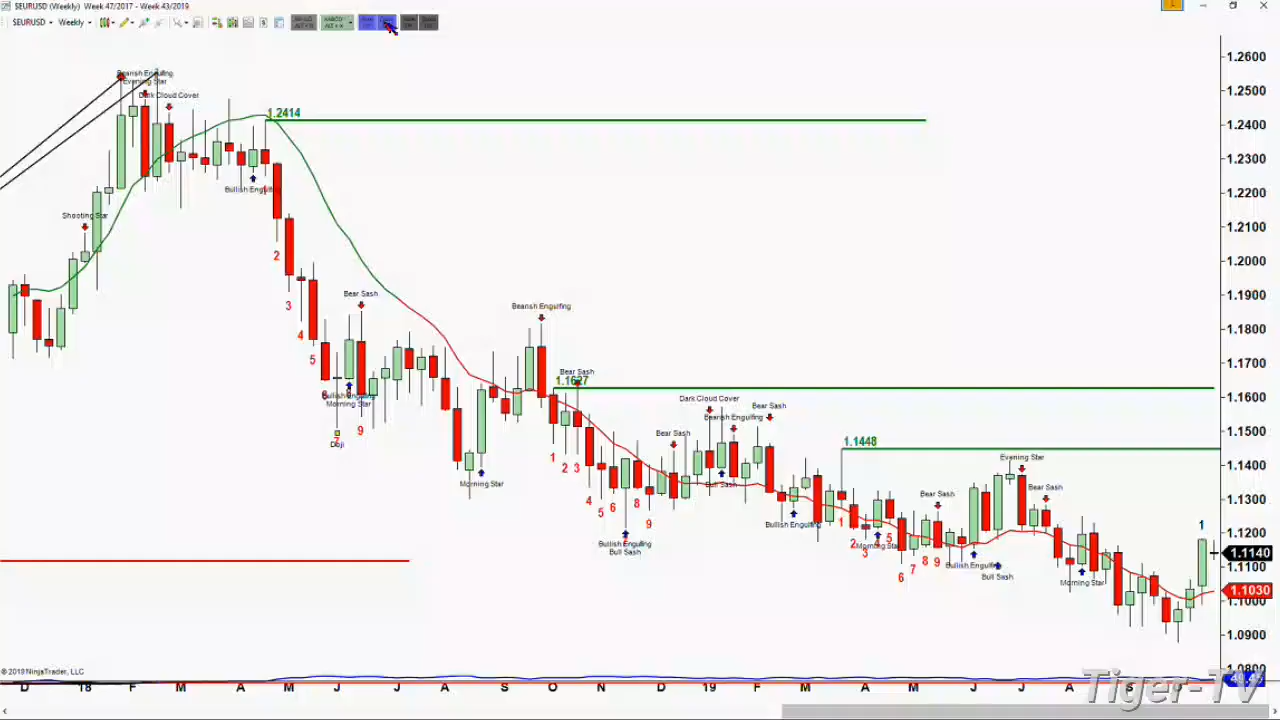 $EURUSD (Weekly) Week 47/2017 - Week 43/2019
$EURUSD Weekly
1.2600
Bearish Engulfing
Evening Star
Dark Cloud Cover
1.2500
1.2414
1.2400
1.2300
Bullish Engulfing
1
1.2200
Shooting Star
1.2100
2
1.2000
Bear Sash
1.1900
3
Bearish Engulfing
1.1800
4
5
1.1700
Bear Sash
1.1627
1.1600
Bullish Engulfing
Morning Star
Dark Cloud Cover
Bear Sash
Bearish Engulfing
9
Bear Sash
1.1500
Doji
1.1448
1 2 3
Evening Star
1.1400
Morning Star
Bull Sash
Bear Sash
Bear Sash
4 5 6 8 9
1.1300
Bullish Engulfing
1
1
1.1200
Bullish Engulfing
Bull Sash
2 3 4 5
Morning Star
1.1140
6 7 8 9
Bullish Engulfing
1.1100
Bull Sash
Morning Star
1.1030
1.1000
1.0900
© 2019 NinjaTrader, LLC
1.0800
D '18 F M A M J J A S O N D '19 F M A M J J A S O
49.45
Tiger-TV